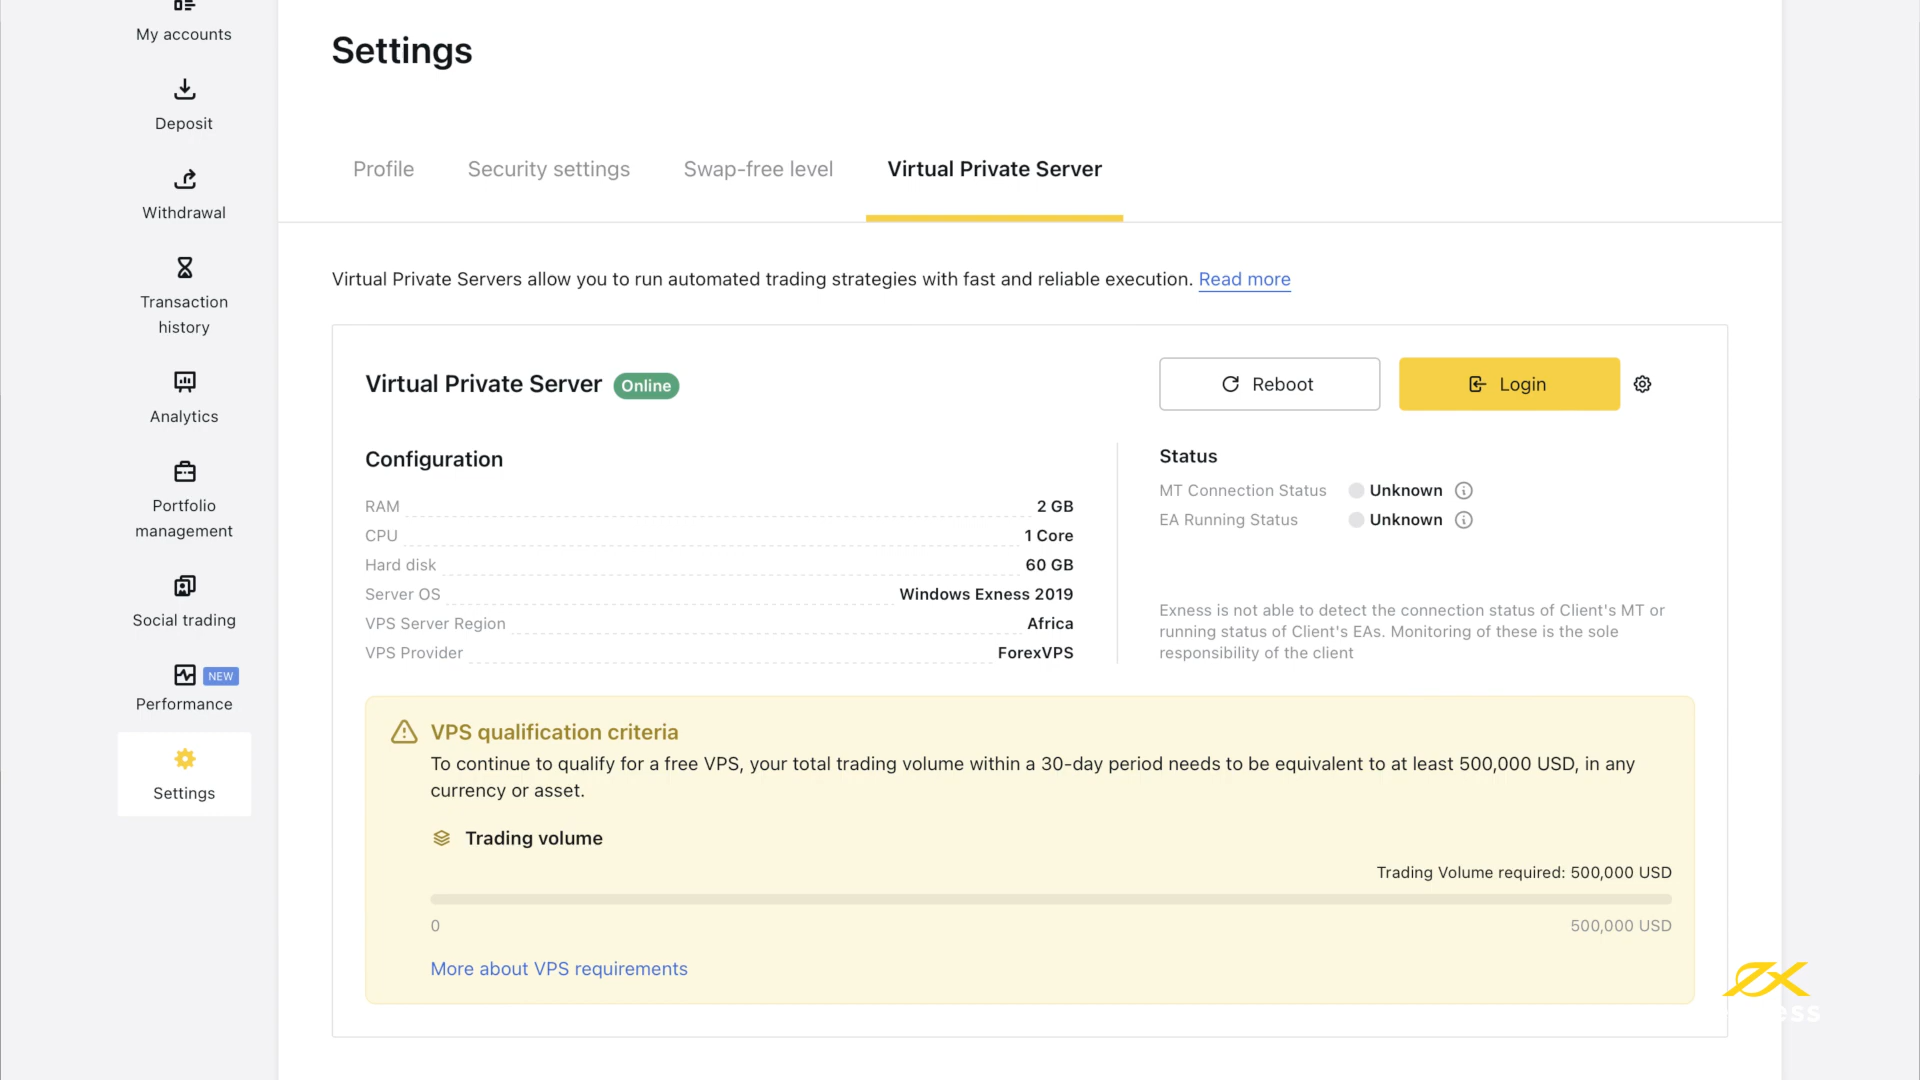 My accounts
Deposit
Withdrawal
Transaction
history
Analytics
Portfolio
management
Social trading
NEW
Performance
Settings
Settings
Profile
Security settings
Swap-free level
Virtual Private Server
Virtual Private Servers allow you to run automated trading strategies with fast and reliable execution. Read more
Virtual Private Server
Online
Reboot
Login
Configuration
RAM 2 GB
CPU 1 Core
Hard disk 60 GB
Server OS Windows Exness 2019
VPS Server Region Africa
VPS Provider ForexVPS
Status
MT Connection Status Unknown
EA Running Status Unknown
Exness is not able to detect the connection status of Client's MT or
running status of Client's EAs. Monitoring of these is the sole
responsibility of the client
VPS qualification criteria
To continue to qualify for a free VPS, your total trading volume within a 30-day period needs to be equivalent to at least 500,000 USD, in any
currency or asset.
Trading volume
Trading Volume required: 500,000 USD
0
500,000 USD
More about VPS requirements